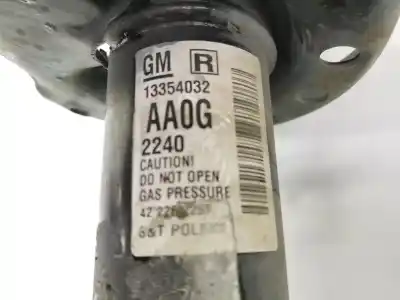 GM R
13354032
AA0G
2240
CAUTION!
DO NOT OPEN
GAS PRESSURE